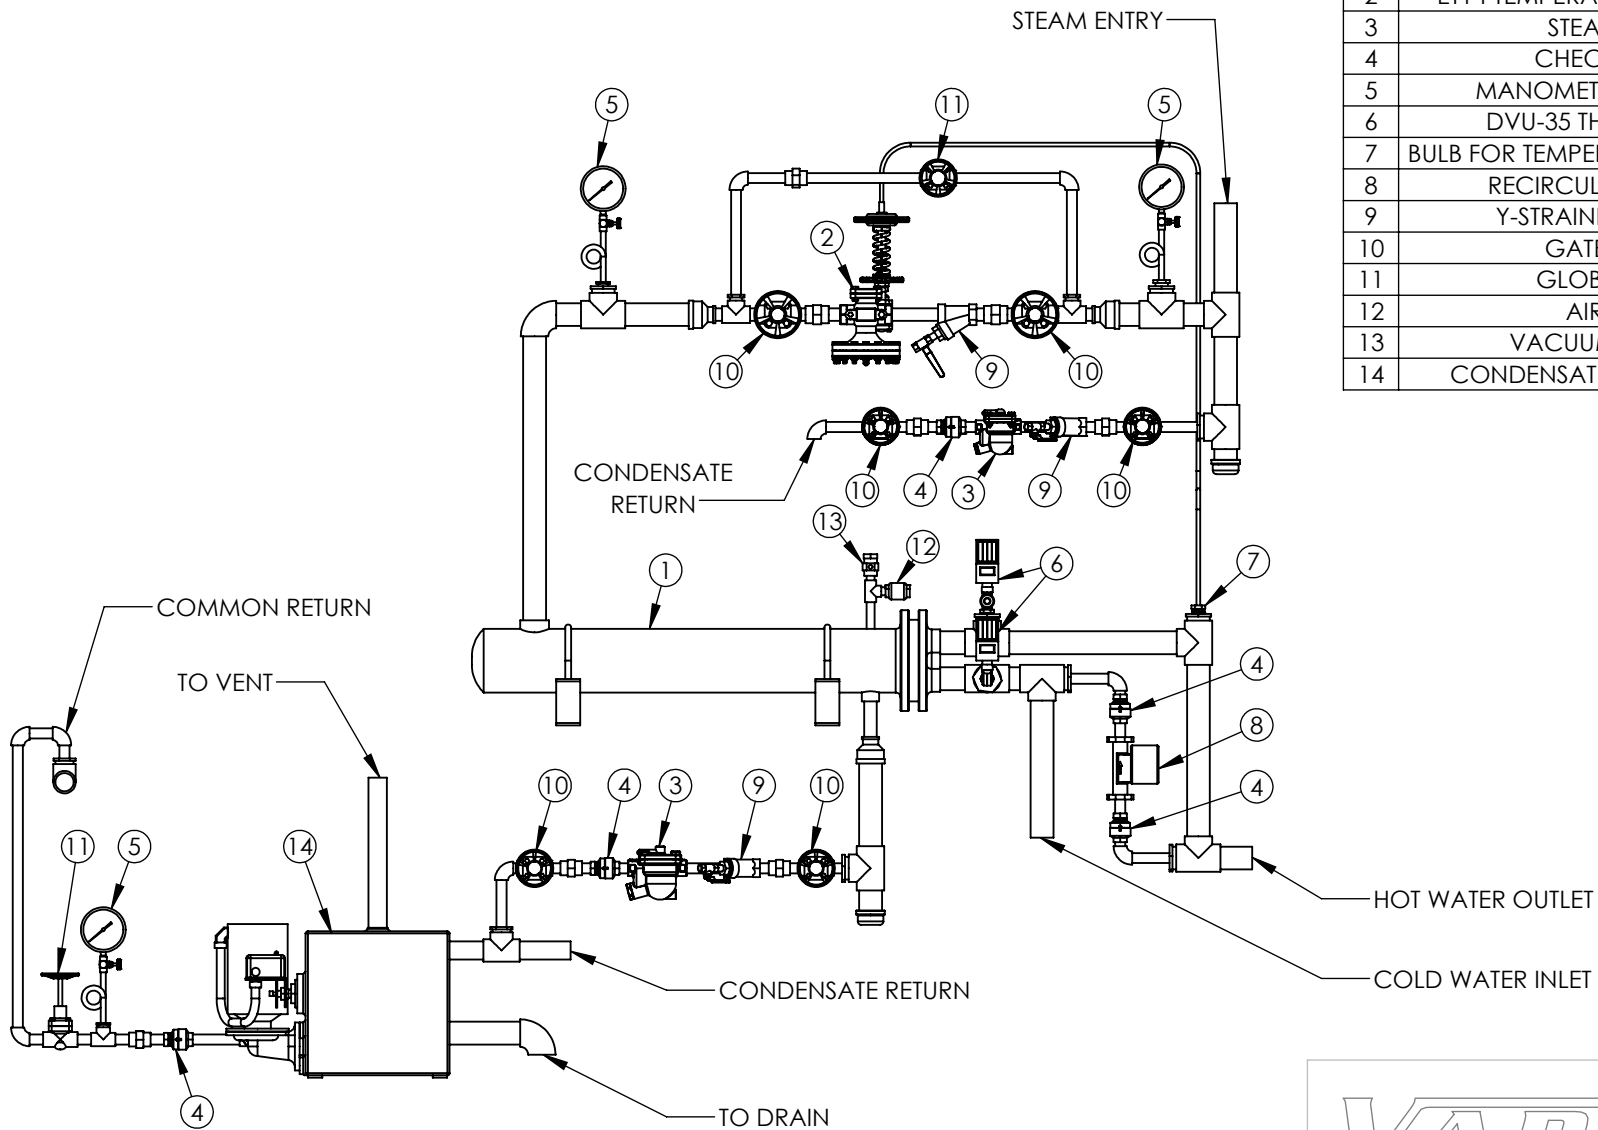 STEAM ENTRY
3 STEA
4 CHEC
5 MANOMET
6 DVU-35 TH
7 BULB FOR TEMPE
8 RECIRCUL
9 Y-STRAIN
10 GATE
11 GLOB
12 AIR
13 VACUU
14 CONDENSAT
5
11
5
2
10
9
10
CONDENSATE
RETURN
10
4
3
9
10
13
12
6
7
1
COMMON RETURN
TO VENT
4
8
4
10
4
3
9
10
11
5
14
HOT WATER OUTLET
COLD WATER INLET
CONDENSATE RETURN
4
TO DRAIN